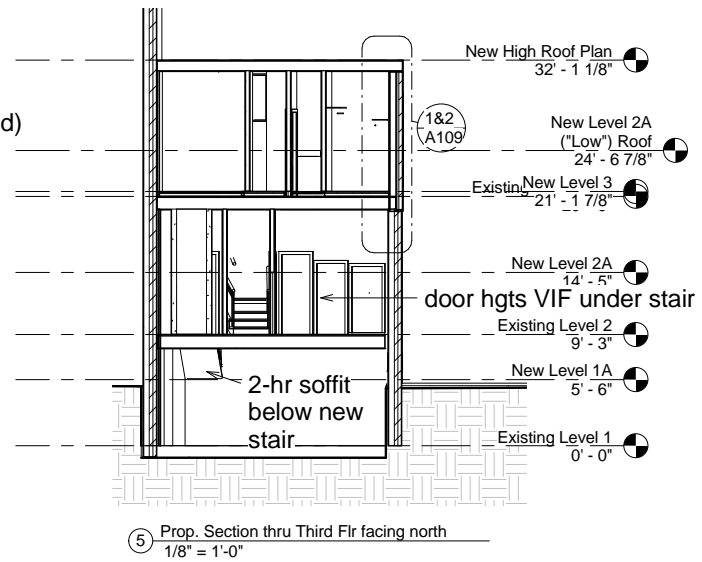 New High Roof Plan
32' - 1 1/8"
d)
1&2
A109
New Level 2A
("Low") Roof
24' - 6 7/8"
Existing
New Level 3
21' - 1 7/8"
New Level 2A
14' - 5"
door hgts VIF under stair
Existing Level 2
9' - 3"
New Level 1A
5' - 6"
2-hr soffit
below new
stair
Existing Level 1
0' - 0"
5
Prop. Section thru Third Flr facing north
1/8" = 1'-0"